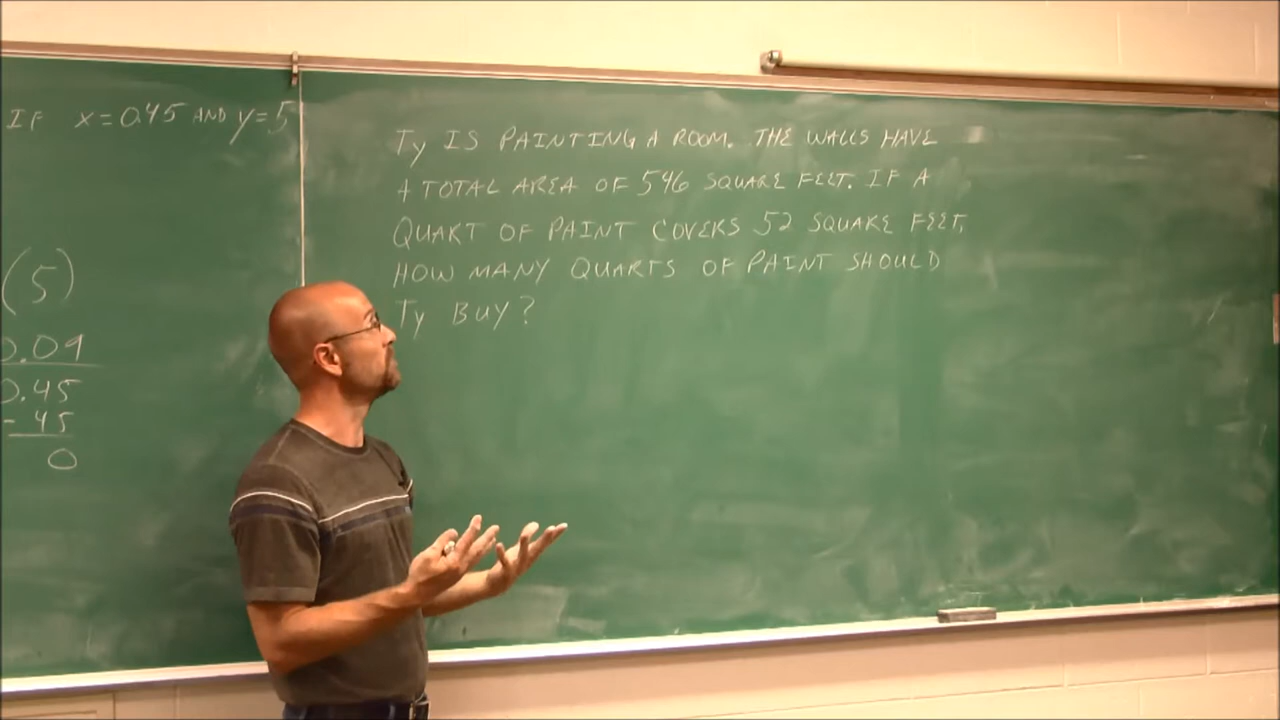 IF x=0.45 AND y=5
(5)
0.09
0.45
- 45
0
Ty IS PAINTING A ROOM. THE WALLS HAVE
A TOTAL AREA OF 546 SQUARE FEET. IF A
QUART OF PAINT COVERS 52 SQUARE FEET,
HOW MANY QUARTS OF PAINT SHOULD
Ty BUY?